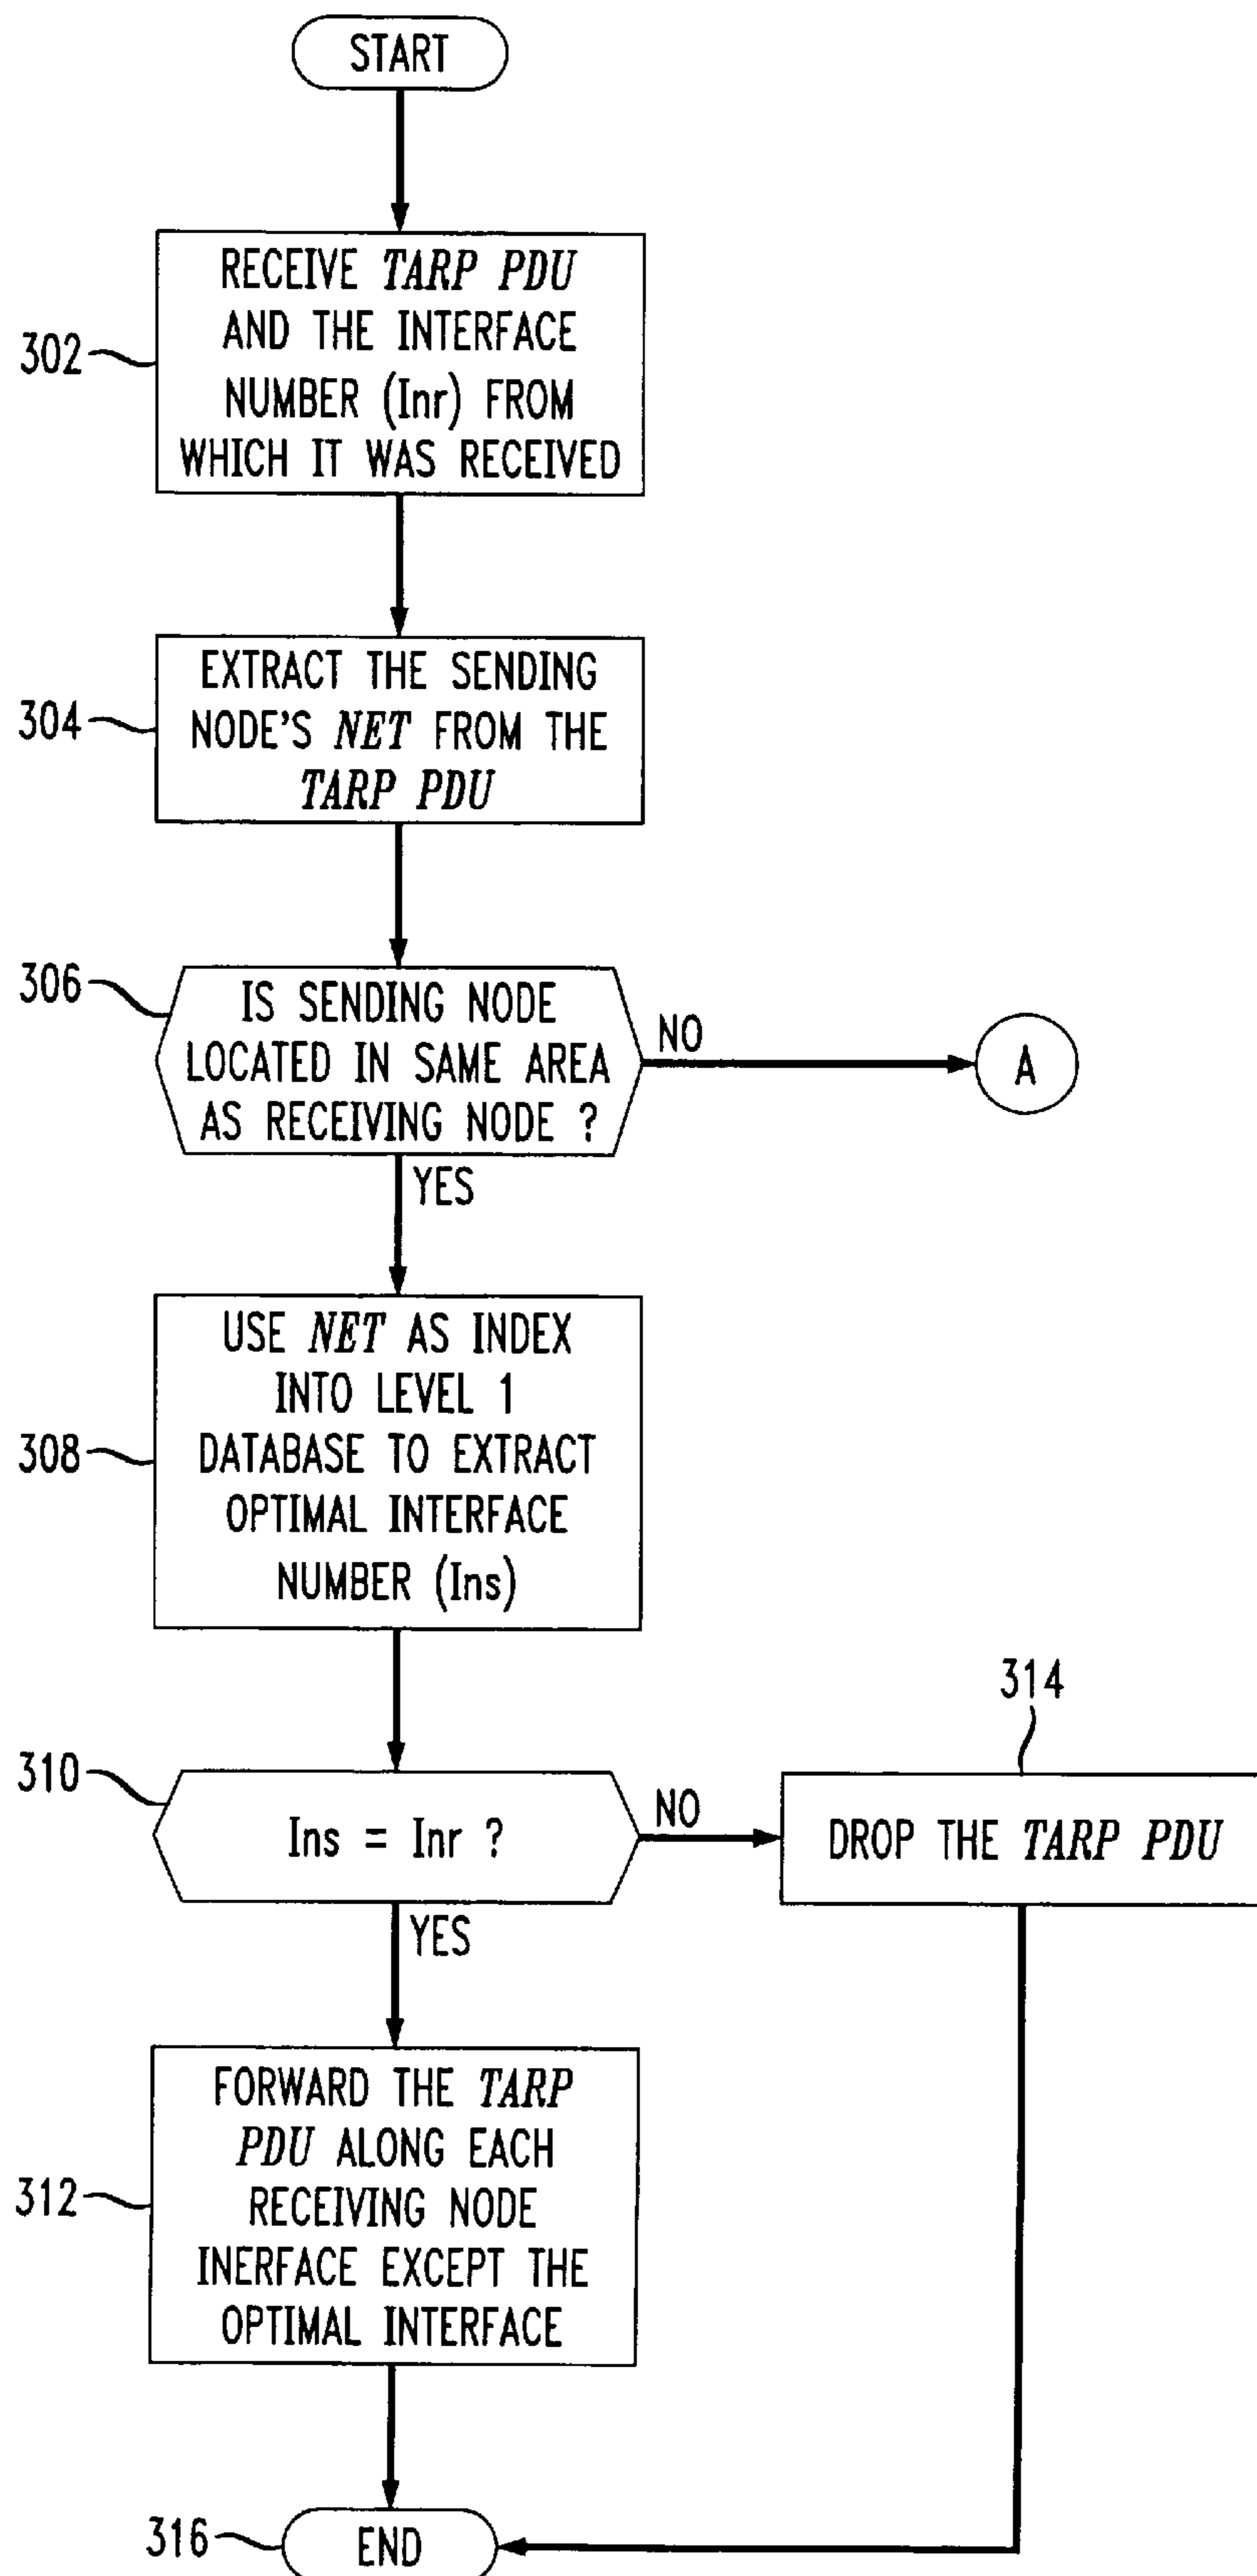 START
302
RECEIVE TARP PDU
AND THE INTERFACE
NUMBER (Inr) FROM
WHICH IT WAS RECEIVED
304
EXTRACT THE SENDING
NODE'S NET FROM THE
TARP PDU
306
IS SENDING NODE
LOCATED IN SAME AREA
AS RECEIVING NODE ?
NO
A
YES
308
USE NET AS INDEX
INTO LEVEL 1
DATABASE TO EXTRACT
OPTIMAL INTERFACE
NUMBER (Ins)
310
Ins = Inr ?
NO
314
DROP THE TARP PDU
YES
312
FORWARD THE TARP
PDU ALONG EACH
RECEIVING NODE
INERFACE EXCEPT THE
OPTIMAL INTERFACE
316
END